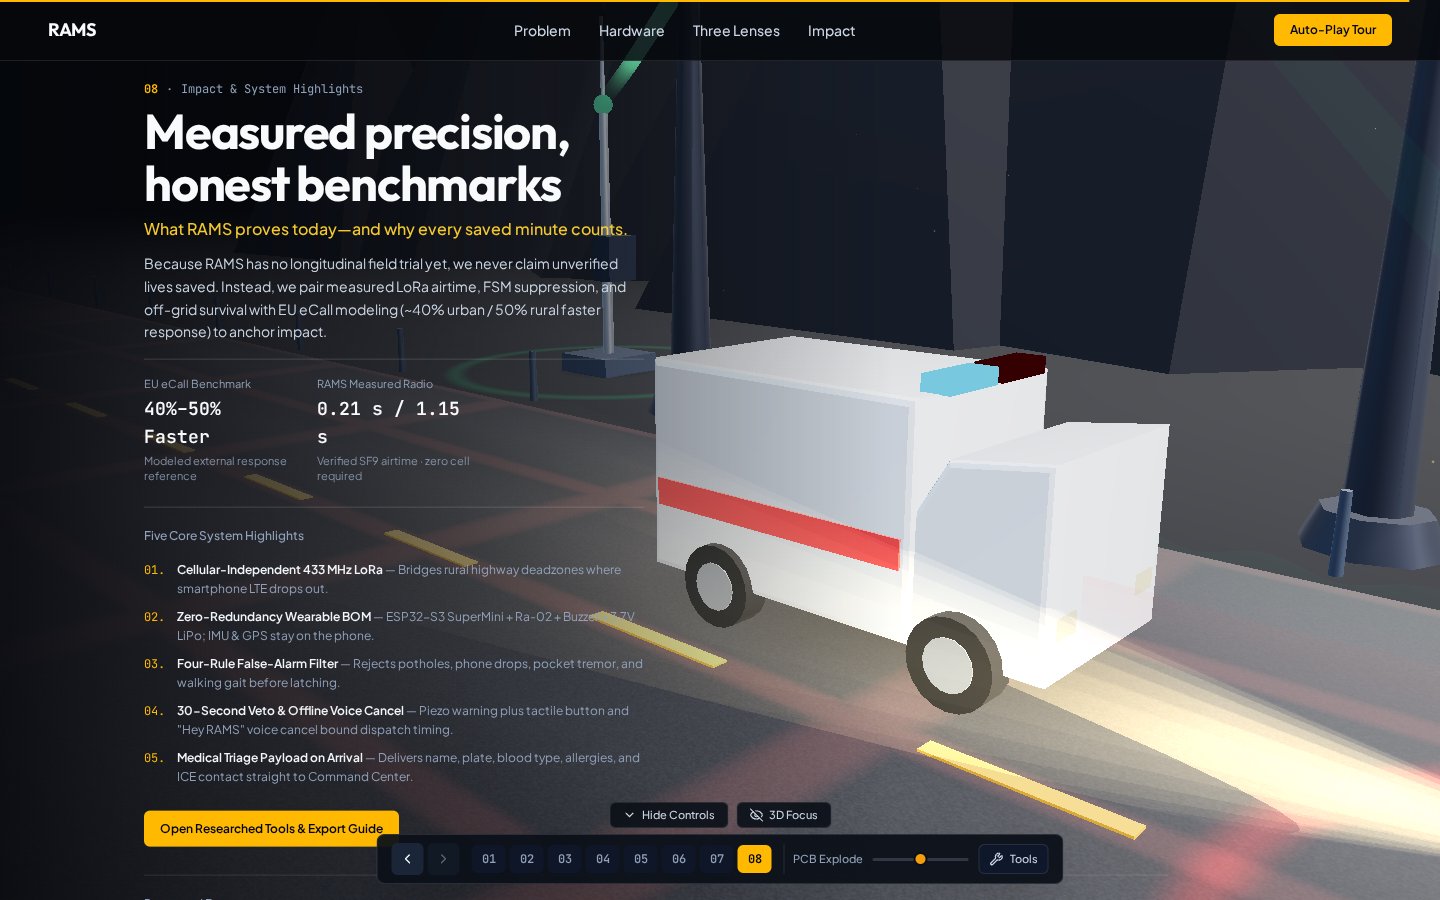 RAMS
Problem
Hardware
Three Lenses
Impact
Auto-Play Tour
08 · Impact & System Highlights
Measured precision,
honest benchmarks
What RAMS proves today—and why every saved minute counts.
Because RAMS has no longitudinal field trial yet, we never claim unverified
lives saved. Instead, we pair measured LoRa airtime, FSM suppression, and
off-grid survival with EU eCall modeling (~40% urban / 50% rural faster
response) to anchor impact.
EU eCall Benchmark
40%–50%
Faster
Modeled external response
reference
RAMS Measured Radio
0.21 s / 1.15
s
Verified SF9 airtime · zero cell
required
Five Core System Highlights
01. Cellular-Independent 433 MHz LoRa — Bridges rural highway deadzones where
smartphone LTE drops out.
02. Zero-Redundancy Wearable BOM — ESP32-S3 SuperMini + Ra-02 + Buzzer
LiPo; IMU & GPS stay on the phone.
03. Four-Rule False-Alarm Filter — Rejects potholes, phone drops, pocket tremor, and
walking gait before latching.
04. 30-Second Veto & Offline Voice Cancel — Piezo warning plus tactile button and
"Hey RAMS" voice cancel bound dispatch timing.
05. Medical Triage Payload on Arrival — Delivers name, plate, blood type, allergies, and
ICE contact straight to Command Center.
Open Researched Tools & Export Guide
Hide Controls
3D Focus
01 02 03 04 05 06 07 08
PCB Explode
Tools